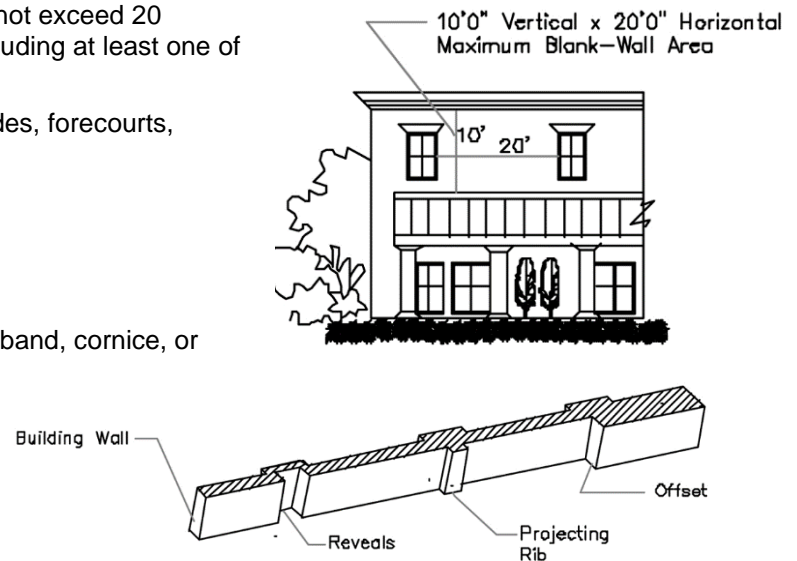 not exceed 20
uding at least one of
des, forecourts,
band, cornice, or
10'0" Vertical x 20'0" Horizontal
Maximum Blank-Wall Area
10'
20'
Building Wall
Reveals
Projecting
Rib
Offset